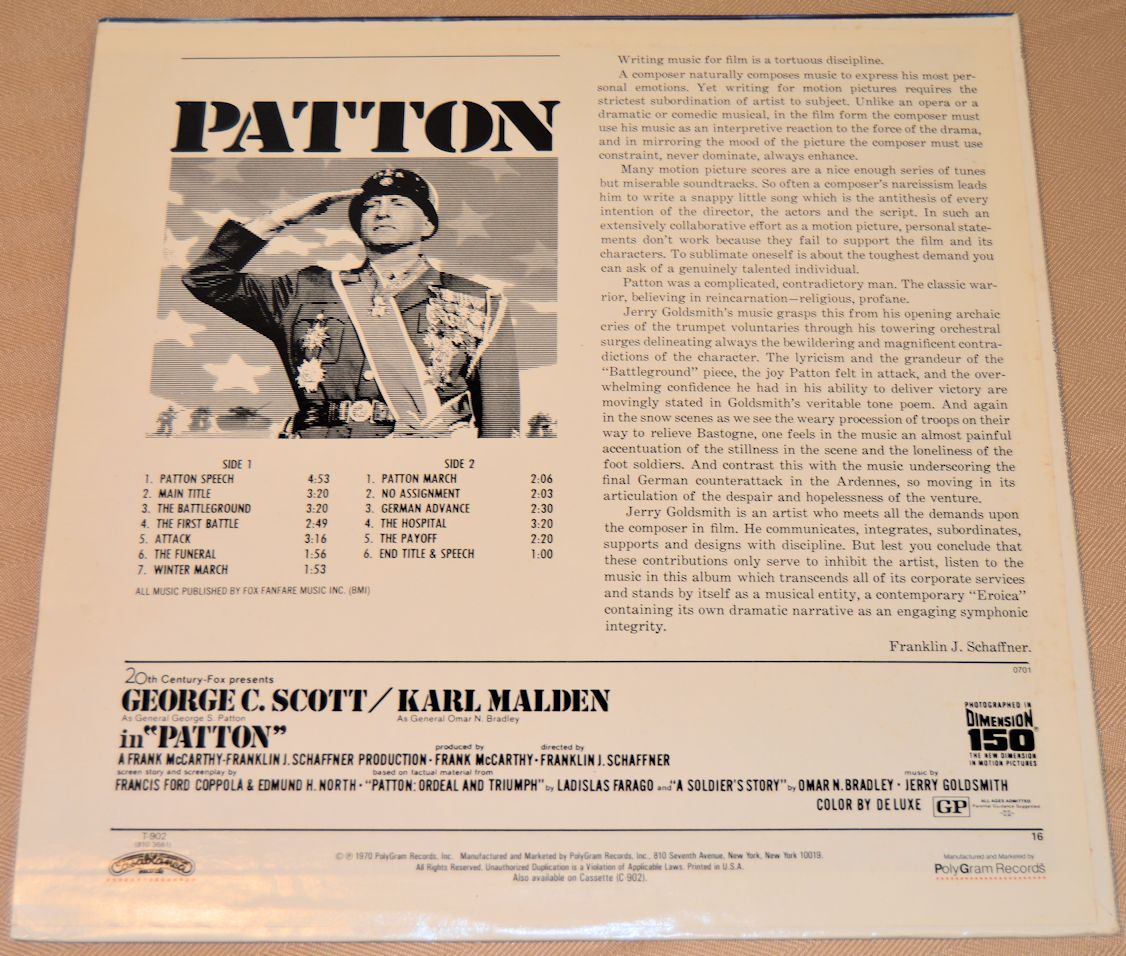 PATTON
SIDE 1
1. PATTON SPEECH 4:53
2. MAIN TITLE 3:20
3. THE BATTLEGROUND 3:20
4. THE FIRST BATTLE 2:49
5. ATTACK 3:16
6. THE FUNERAL 1:56
7. WINTER MARCH 1:53
SIDE 2
1. PATTON MARCH 2:06
2. NO ASSIGNMENT 2:03
3. GERMAN ADVANCE 2:30
4. THE HOSPITAL 3:20
5. THE PAYOFF 2:20
6. END TITLE & SPEECH 1:00
ALL MUSIC PUBLISHED BY FOX FANFARE MUSIC INC. (BMI)
Writing music for film is a tortuous discipline.
A composer naturally composes music to express his most per-
sonal emotions. Yet writing for motion pictures requires the
strictest subordination of artist to subject. Unlike an opera or a
dramatic or comedic musical, in the film form the composer must
use his music as an interpretive reaction to the force of the drama,
and in mirroring the mood of the picture the composer must use
constraint, never dominate, always enhance.
Many motion picture scores are a nice enough series of tunes
but miserable soundtracks. So often a composer's narcissism leads
him to write a snappy little song which is the antithesis of every
intention of the director, the actors and the script. In such an
extensively collaborative effort as a motion picture, personal state-
ments don't work because they fail to support the film and its
characters. To sublimate oneself is about the toughest demand you
can ask of a genuinely talented individual.
Patton was a complicated, contradictory man. The classic war-
rior, believing in reincarnation—religious, profane.
Jerry Goldsmith's music grasps this from his opening archaic
cries of the trumpet voluntaries through his towering orchestral
surges delineating always the bewildering and magnificent contra-
dictions of the character. The lyricism and the grandeur of the
"Battleground" piece, the joy Patton felt in attack, and the over-
whelming confidence he had in his ability to deliver victory are
movingly stated in Goldsmith's veritable tone poem. And again
in the snow scenes as we see the weary procession of troops on their
way to relieve Bastogne, one feels in the music an almost painful
accentuation of the stillness in the scene and the loneliness of the
foot soldiers. And contrast this with the music underscoring the
final German counterattack in the Ardennes, so moving in its
articulation of the despair and hopelessness of the venture.
Jerry Goldsmith is an artist who meets all the demands upon
the composer in film. He communicates, integrates, subordinates,
supports and designs with discipline. But lest you conclude that
these contributions only serve to inhibit the artist, listen to the
music in this album which transcends all of its corporate services
and stands by itself as a musical entity, a contemporary "Eroica"
containing its own dramatic narrative as an engaging symphonic
integrity.
Franklin J. Schaffner.
0701
20th Century-Fox presents
GEORGE C. SCOTT / KARL MALDEN
As General George S. Patton As General Omar N. Bradley
in "PATTON"
A FRANK McCARTHY-FRANKLIN J. SCHAFFNER PRODUCTION · produced by FRANK McCARTHY · directed by FRANKLIN J. SCHAFFNER
screen story and screenplay by FRANCIS FORD COPPOLA & EDMUND H. NORTH · based on factual material from "PATTON: ORDEAL AND TRIUMPH" by LADISLAS FARAGO and "A SOLDIER'S STORY" by OMAR N. BRADLEY · music by JERRY GOLDSMITH
COLOR BY DE LUXE GP ALL AGES ADMITTED
Parental Guidance Suggested
PHOTOGRAPHED IN
DIMENSION
150
THE NEW DIMENSION
IN MOTION PICTURES
T-902
16
Casablanca
records
© ℗ 1970 PolyGram Records, Inc. Manufactured and Marketed by PolyGram Records, Inc., 810 Seventh Avenue, New York, New York 10019.
All Rights Reserved. Unauthorized Duplication is a Violation of Applicable Laws. Printed in U.S.A.
Also available on Cassette (C-902).
Manufactured and Marketed by
PolyGram Records